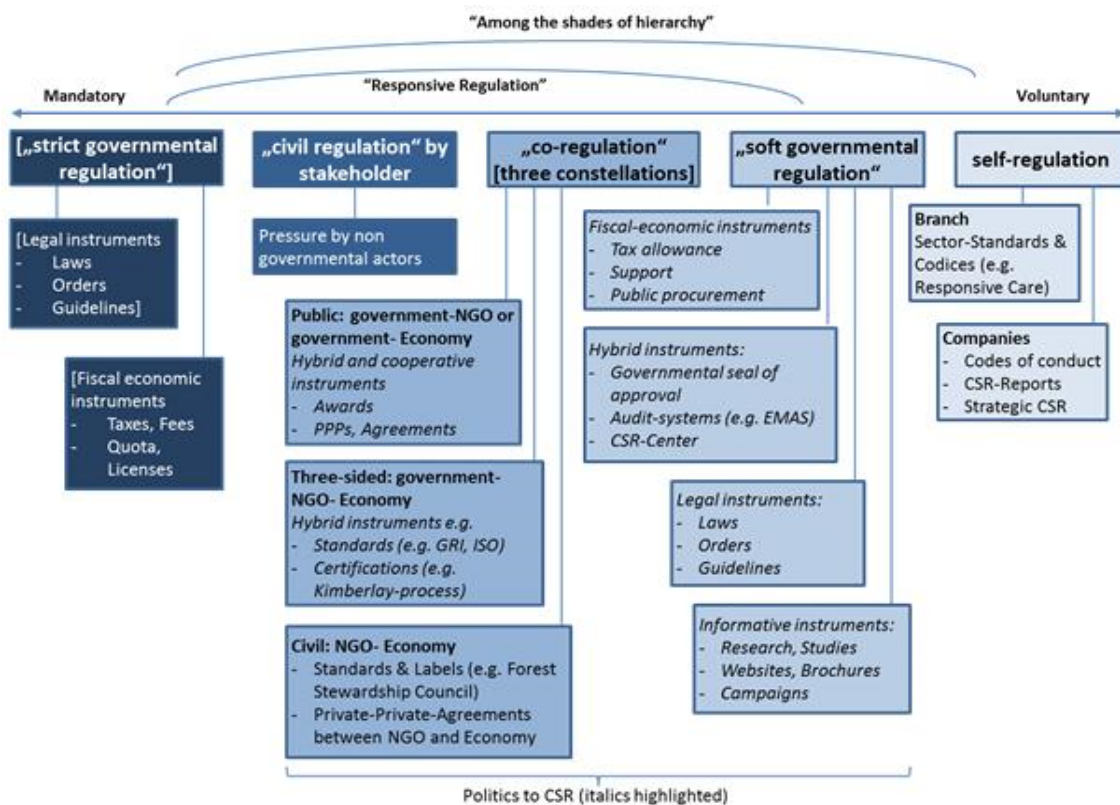 “Among the shades of hierarchy”
“Responsive Regulation”
Mandatory
Voluntary
[„strict governmental
regulation“]
„civil regulation“ by
stakeholder
„co-regulation“
[three constellations]
„soft governmental
regulation“
self-regulation
[Legal instruments
- Laws
- Orders
- Guidelines]
[Fiscal economic
instruments
- Taxes, Fees
- Quota,
Licenses
Pressure by non
governmental actors
Public: government-NGO or
government- Economy
Hybrid and cooperative
instruments
- Awards
- PPPs, Agreements
Three-sided: government-
NGO- Economy
Hybrid instruments e.g.
- Standards (e.g. GRI, ISO)
- Certifications (e.g.
Kimberlay-process)
Civil: NGO- Economy
- Standards & Labels (e.g. Forest
Stewardship Council)
- Private-Private-Agreements
between NGO and Economy
Fiscal-economic instruments
- Tax allowance
- Support
- Public procurement
Hybrid instruments:
- Governmental seal of
approval
- Audit-systems (e.g. EMAS)
- CSR-Center
Legal instruments:
- Laws
- Orders
- Guidelines
Informative instruments:
- Research, Studies
- Websites, Brochures
- Campaigns
Branch
Sector-Standards &
Codices (e.g.
Responsive Care)
Companies
- Codes of conduct
- CSR-Reports
- Strategic CSR
Politics to CSR (italics highlighted)